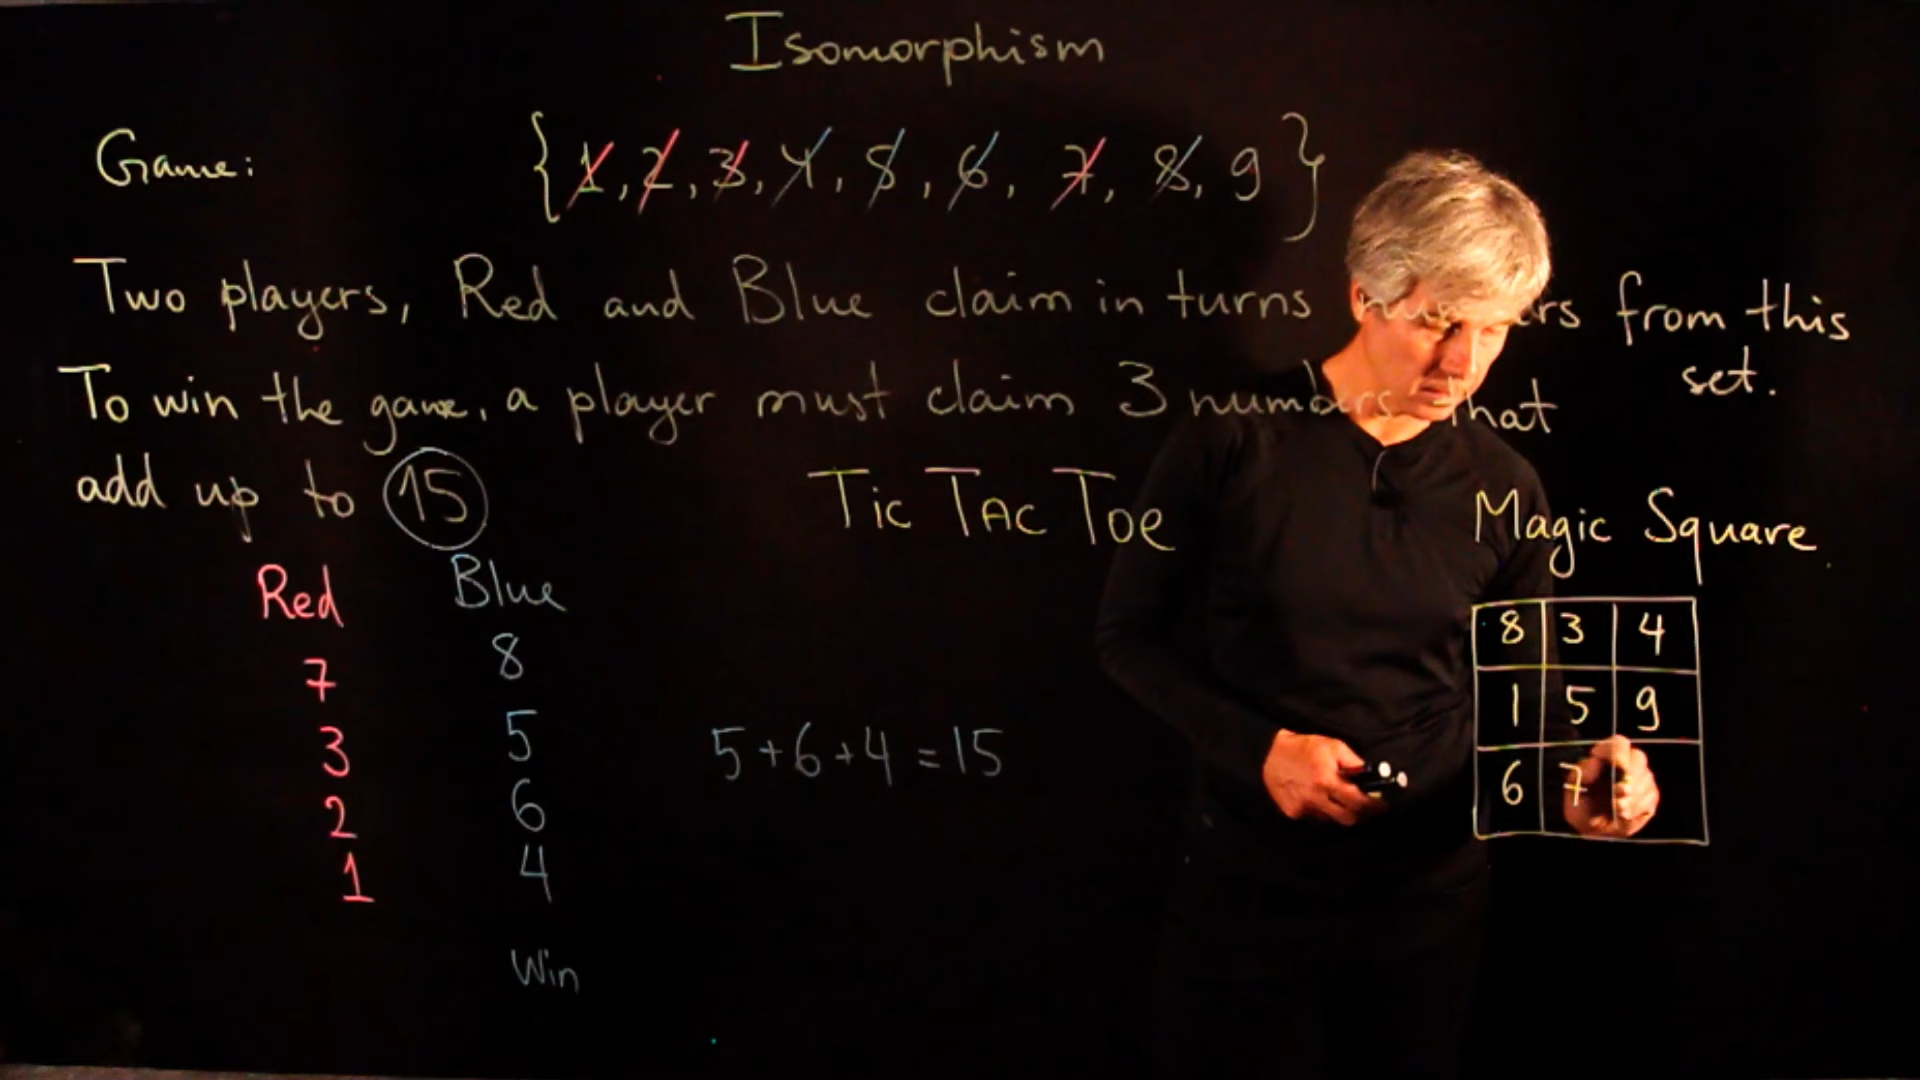 Isomorphism
Game: {1, 2, 3, 4, 5, 6, 7, 8, 9}
Two players, Red and Blue claim in turns numbers from this set.
To win the game, a player must claim 3 numbers that
add up to 15
Tic Tac Toe
Magic Square
Red Blue
7 8
3 5
2 6
1 4
Win
5+6+4=15
8 3 4
1 5 9
6 7